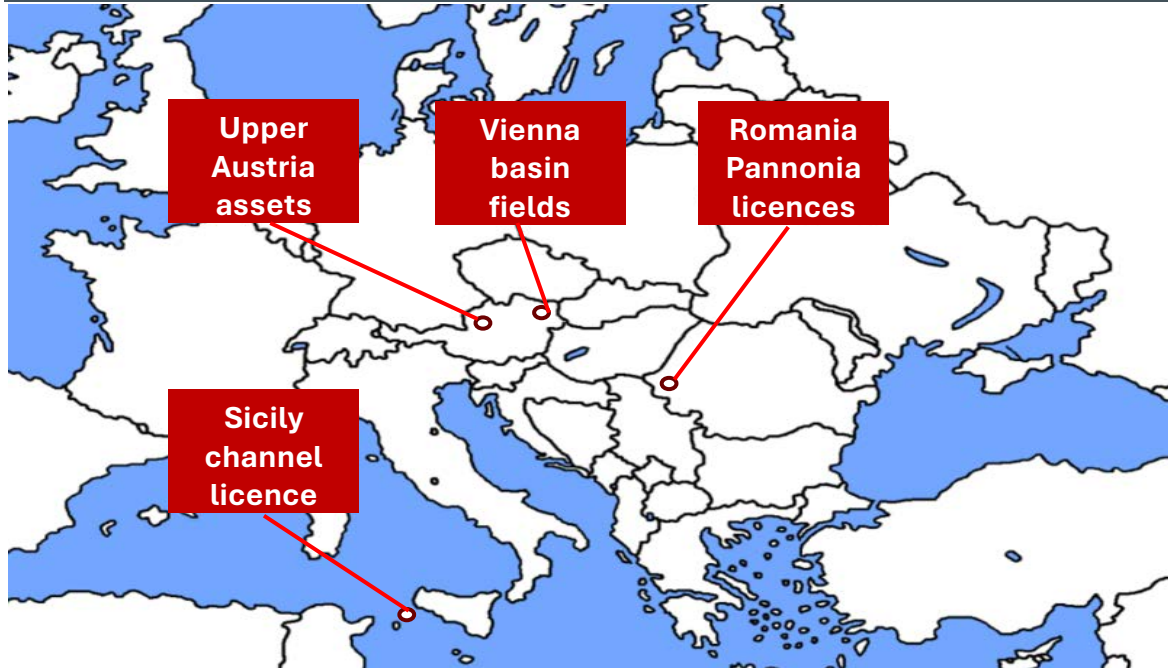 Upper
Austria
assets
Vienna
basin
fields
Romania
Pannonia
licences
Sicily
channel
licence